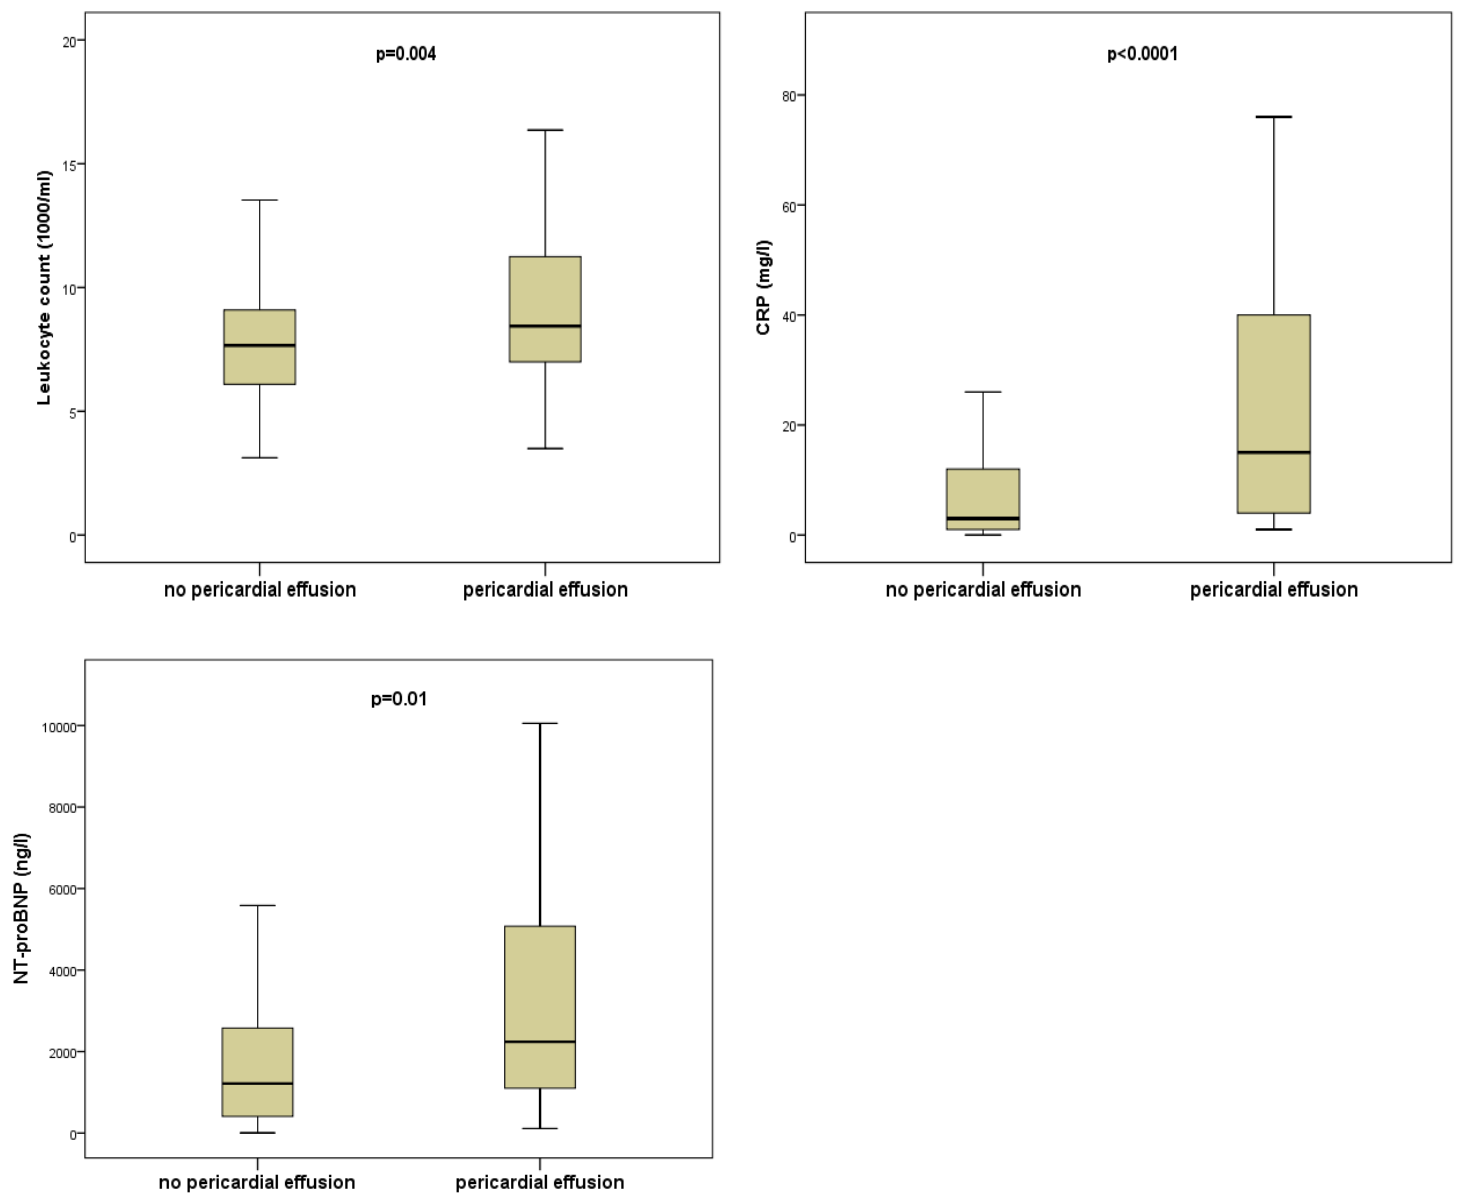 p=0.004
20
15
10
5
0
Leukocyte count (1000/ml)
no pericardial effusion
pericardial effusion
p<0.0001
80
60
40
20
0
CRP (mg/l)
no pericardial effusion
pericardial effusion
p=0.01
10000
8000
6000
4000
2000
0
NT-proBNP (ng/l)
no pericardial effusion
pericardial effusion